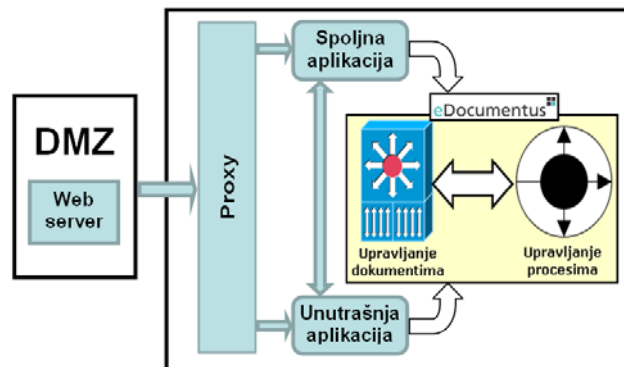 DMZ
Web
server
Proxy
Spoljna
aplikacija
eDocumentus
Upravljanje
dokumentima
Upravljanje
procesima
Unutrašnja
aplikacija